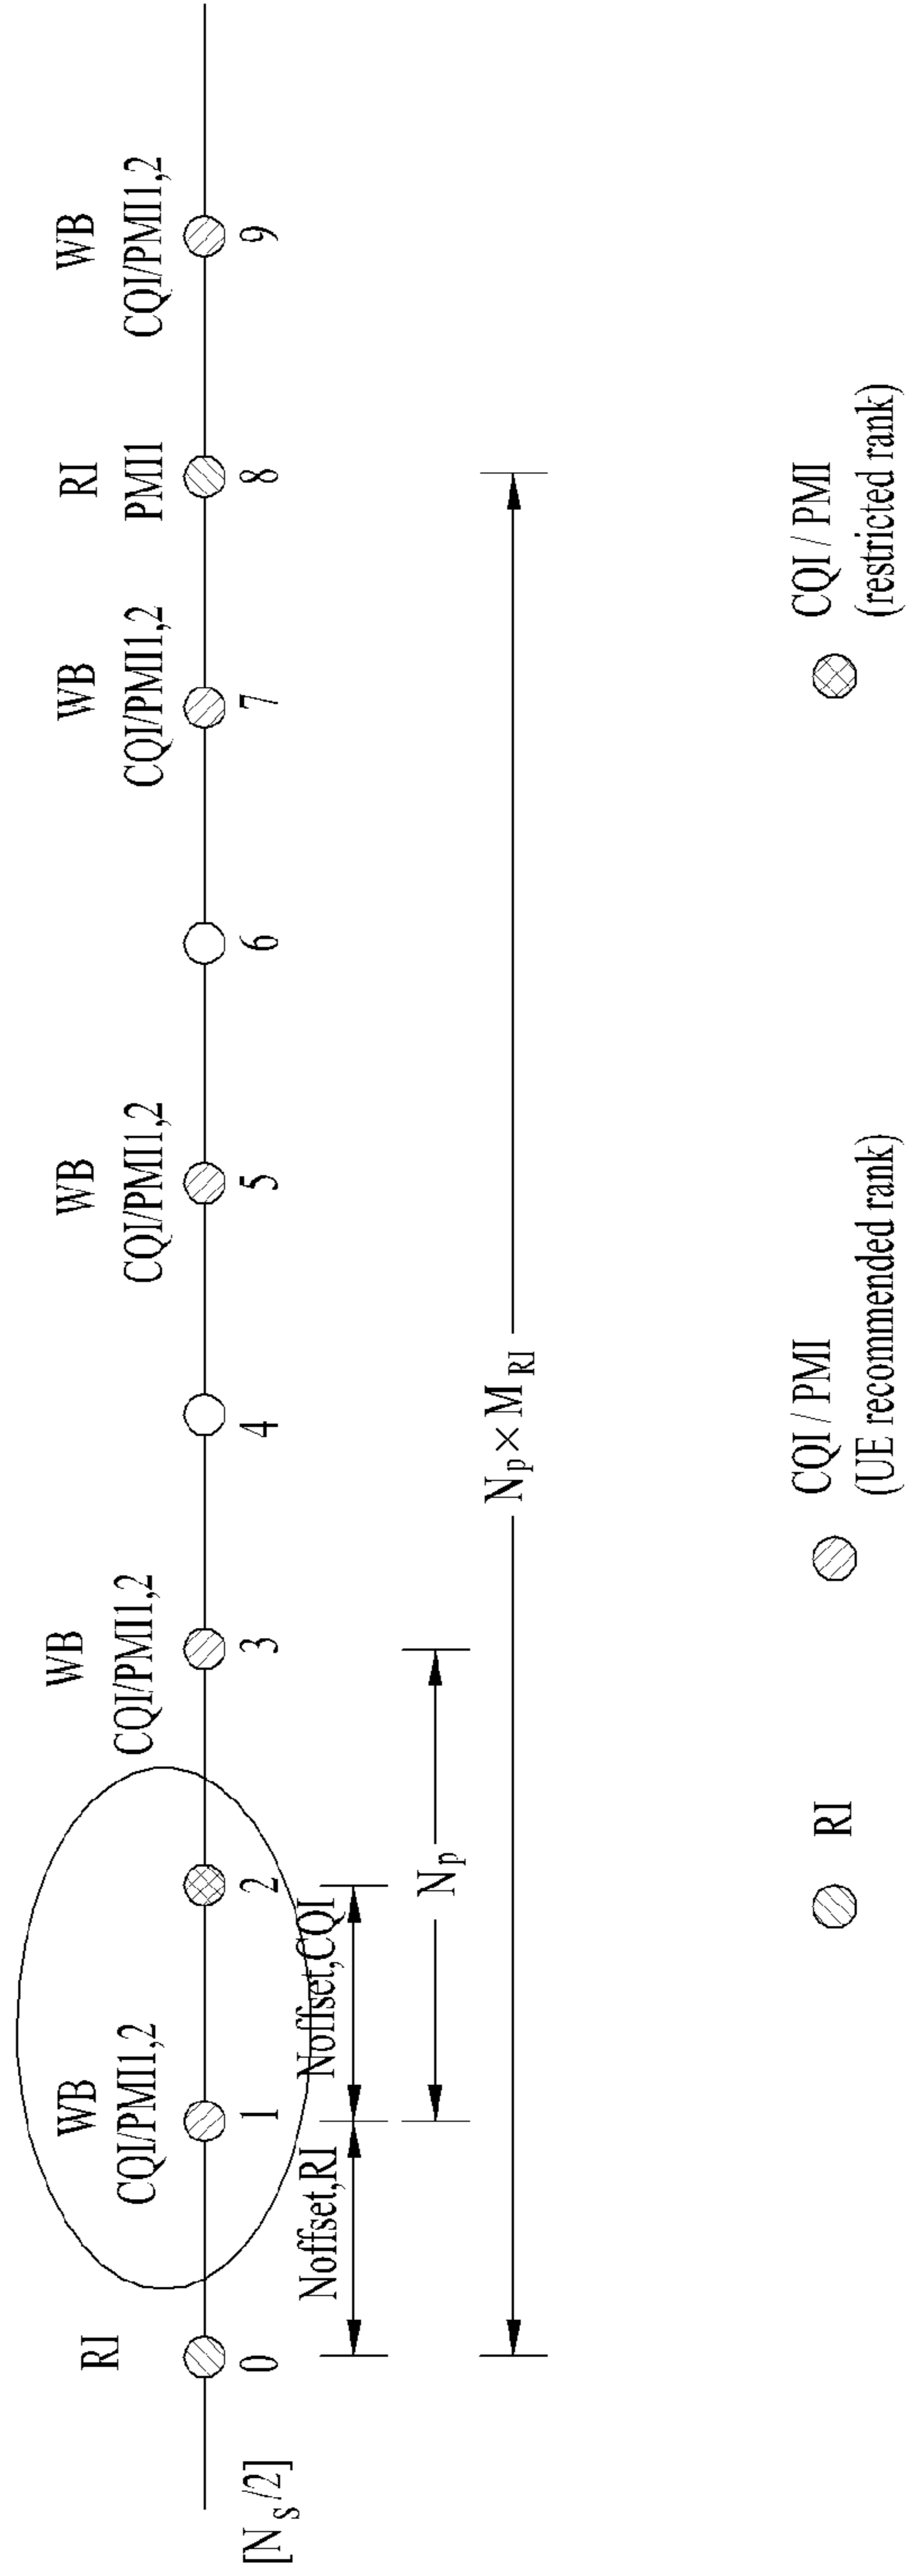 RI
WB
CQI/PMI1,2
WB
CQI/PMI1,2
WB
CQI/PMI1,2
WB
CQI/PMI1,2
RI
PMI1
WB
CQI/PMI1,2
[N_S/2]
0
1
2
3
4
5
6
7
8
9
Noffset,RI
Noffset,CQI
N_p
N_p×M_RI
RI
CQI / PMI
(UE recommended rank)
CQI / PMI
(restricted rank)